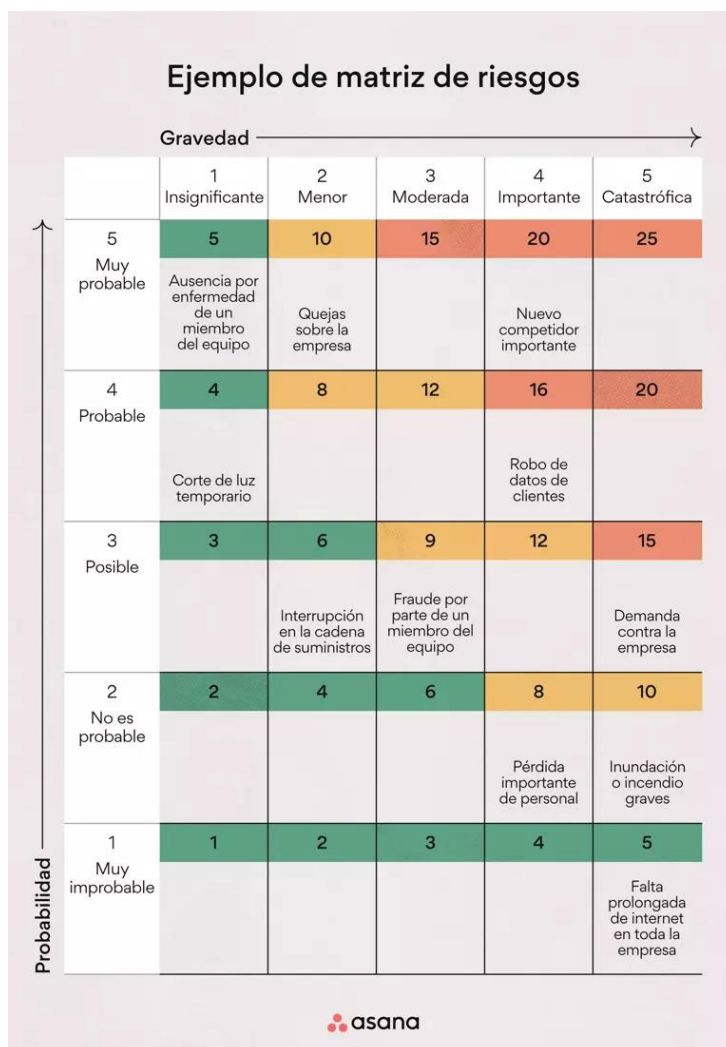 Ejemplo de matriz de riesgos
Gravedad
1
Insignificante
2
Menor
3
Moderada
4
Importante
5
Catastrófica
5
Muy
probable
5
Ausencia por
enfermedad
de un
miembro
del equipo
10
Quejas
sobre la
empresa
15
20
Nuevo
competidor
importante
25
4
Probable
4
Corte de luz
temporario
8
12
16
Robo de
datos de
clientes
20
3
Posible
3
6
Interrupción
en la cadena
de suministros
9
Fraude por
parte de un
miembro del
equipo
12
15
Demanda
contra la
empresa
2
No es
probable
2
4
6
8
Pérdida
importante
de personal
10
Inundación
o incendio
graves
1
Muy
improbable
1
2
3
4
5
Falta
prolongada
de internet
en toda la
empresa
Probabilidad
asana